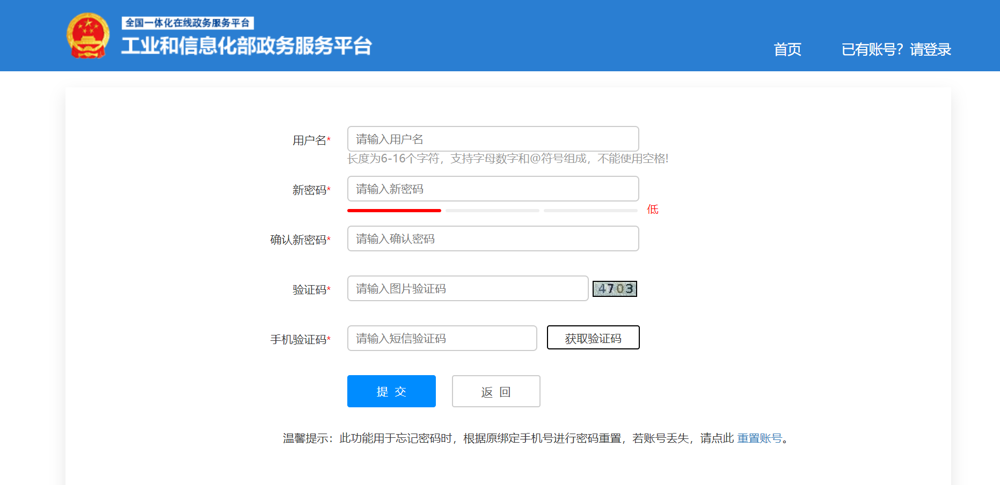 全国一体化在线政务服务平台
工业和信息化部政务服务平台
首页 已有账号？请登录
用户名* 请输入用户名
长度为6-16个字符，支持字母数字和@符号组成，不能使用空格!
新密码* 请输入新密码
低
确认新密码* 请输入确认密码
验证码* 请输入图片验证码 4703
手机验证码* 请输入短信验证码 获取验证码
提 交 返 回
温馨提示：此功能用于忘记密码时，根据原绑定手机号进行密码重置，若账号丢失，请点此 重置账号。